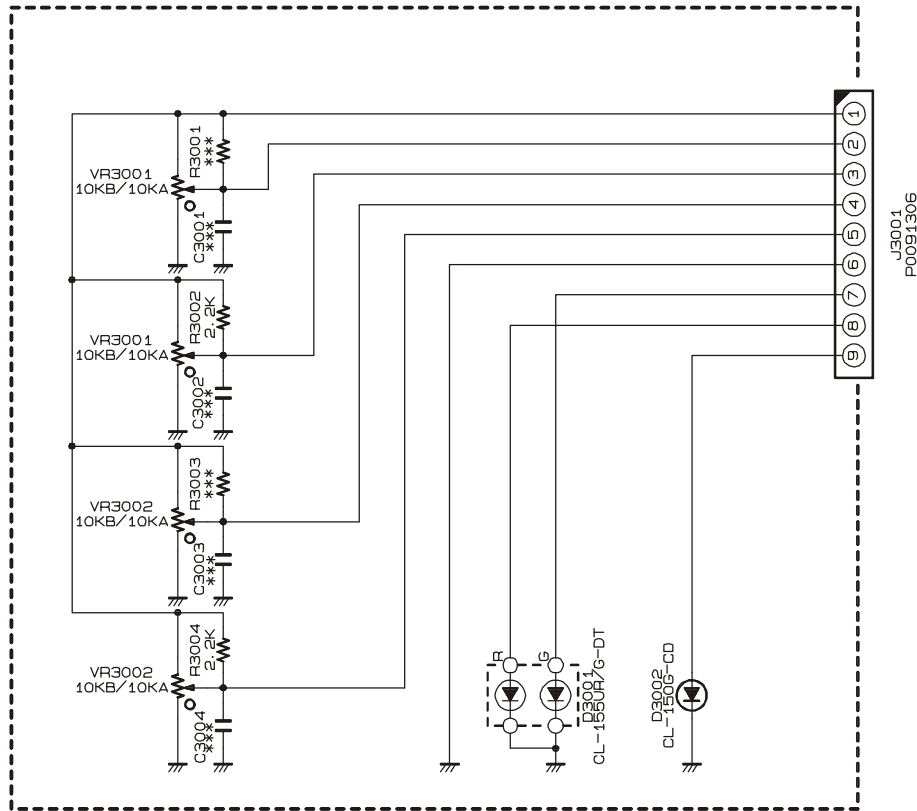 R3001
***
VR3001
10KB/10KA
C3001
***
R3002
2.2K
VR3001
10KB/10KA
C3002
***
R3003
***
VR3002
10KB/10KA
C3003
***
R3004
2.2K
VR3002
10KB/10KA
C3004
***
1
2
3
4
5
6
7
8
9
J3001
P0091306
R
G
D3001
CL-155UR/G-DT
D3002
CL-150G-CD